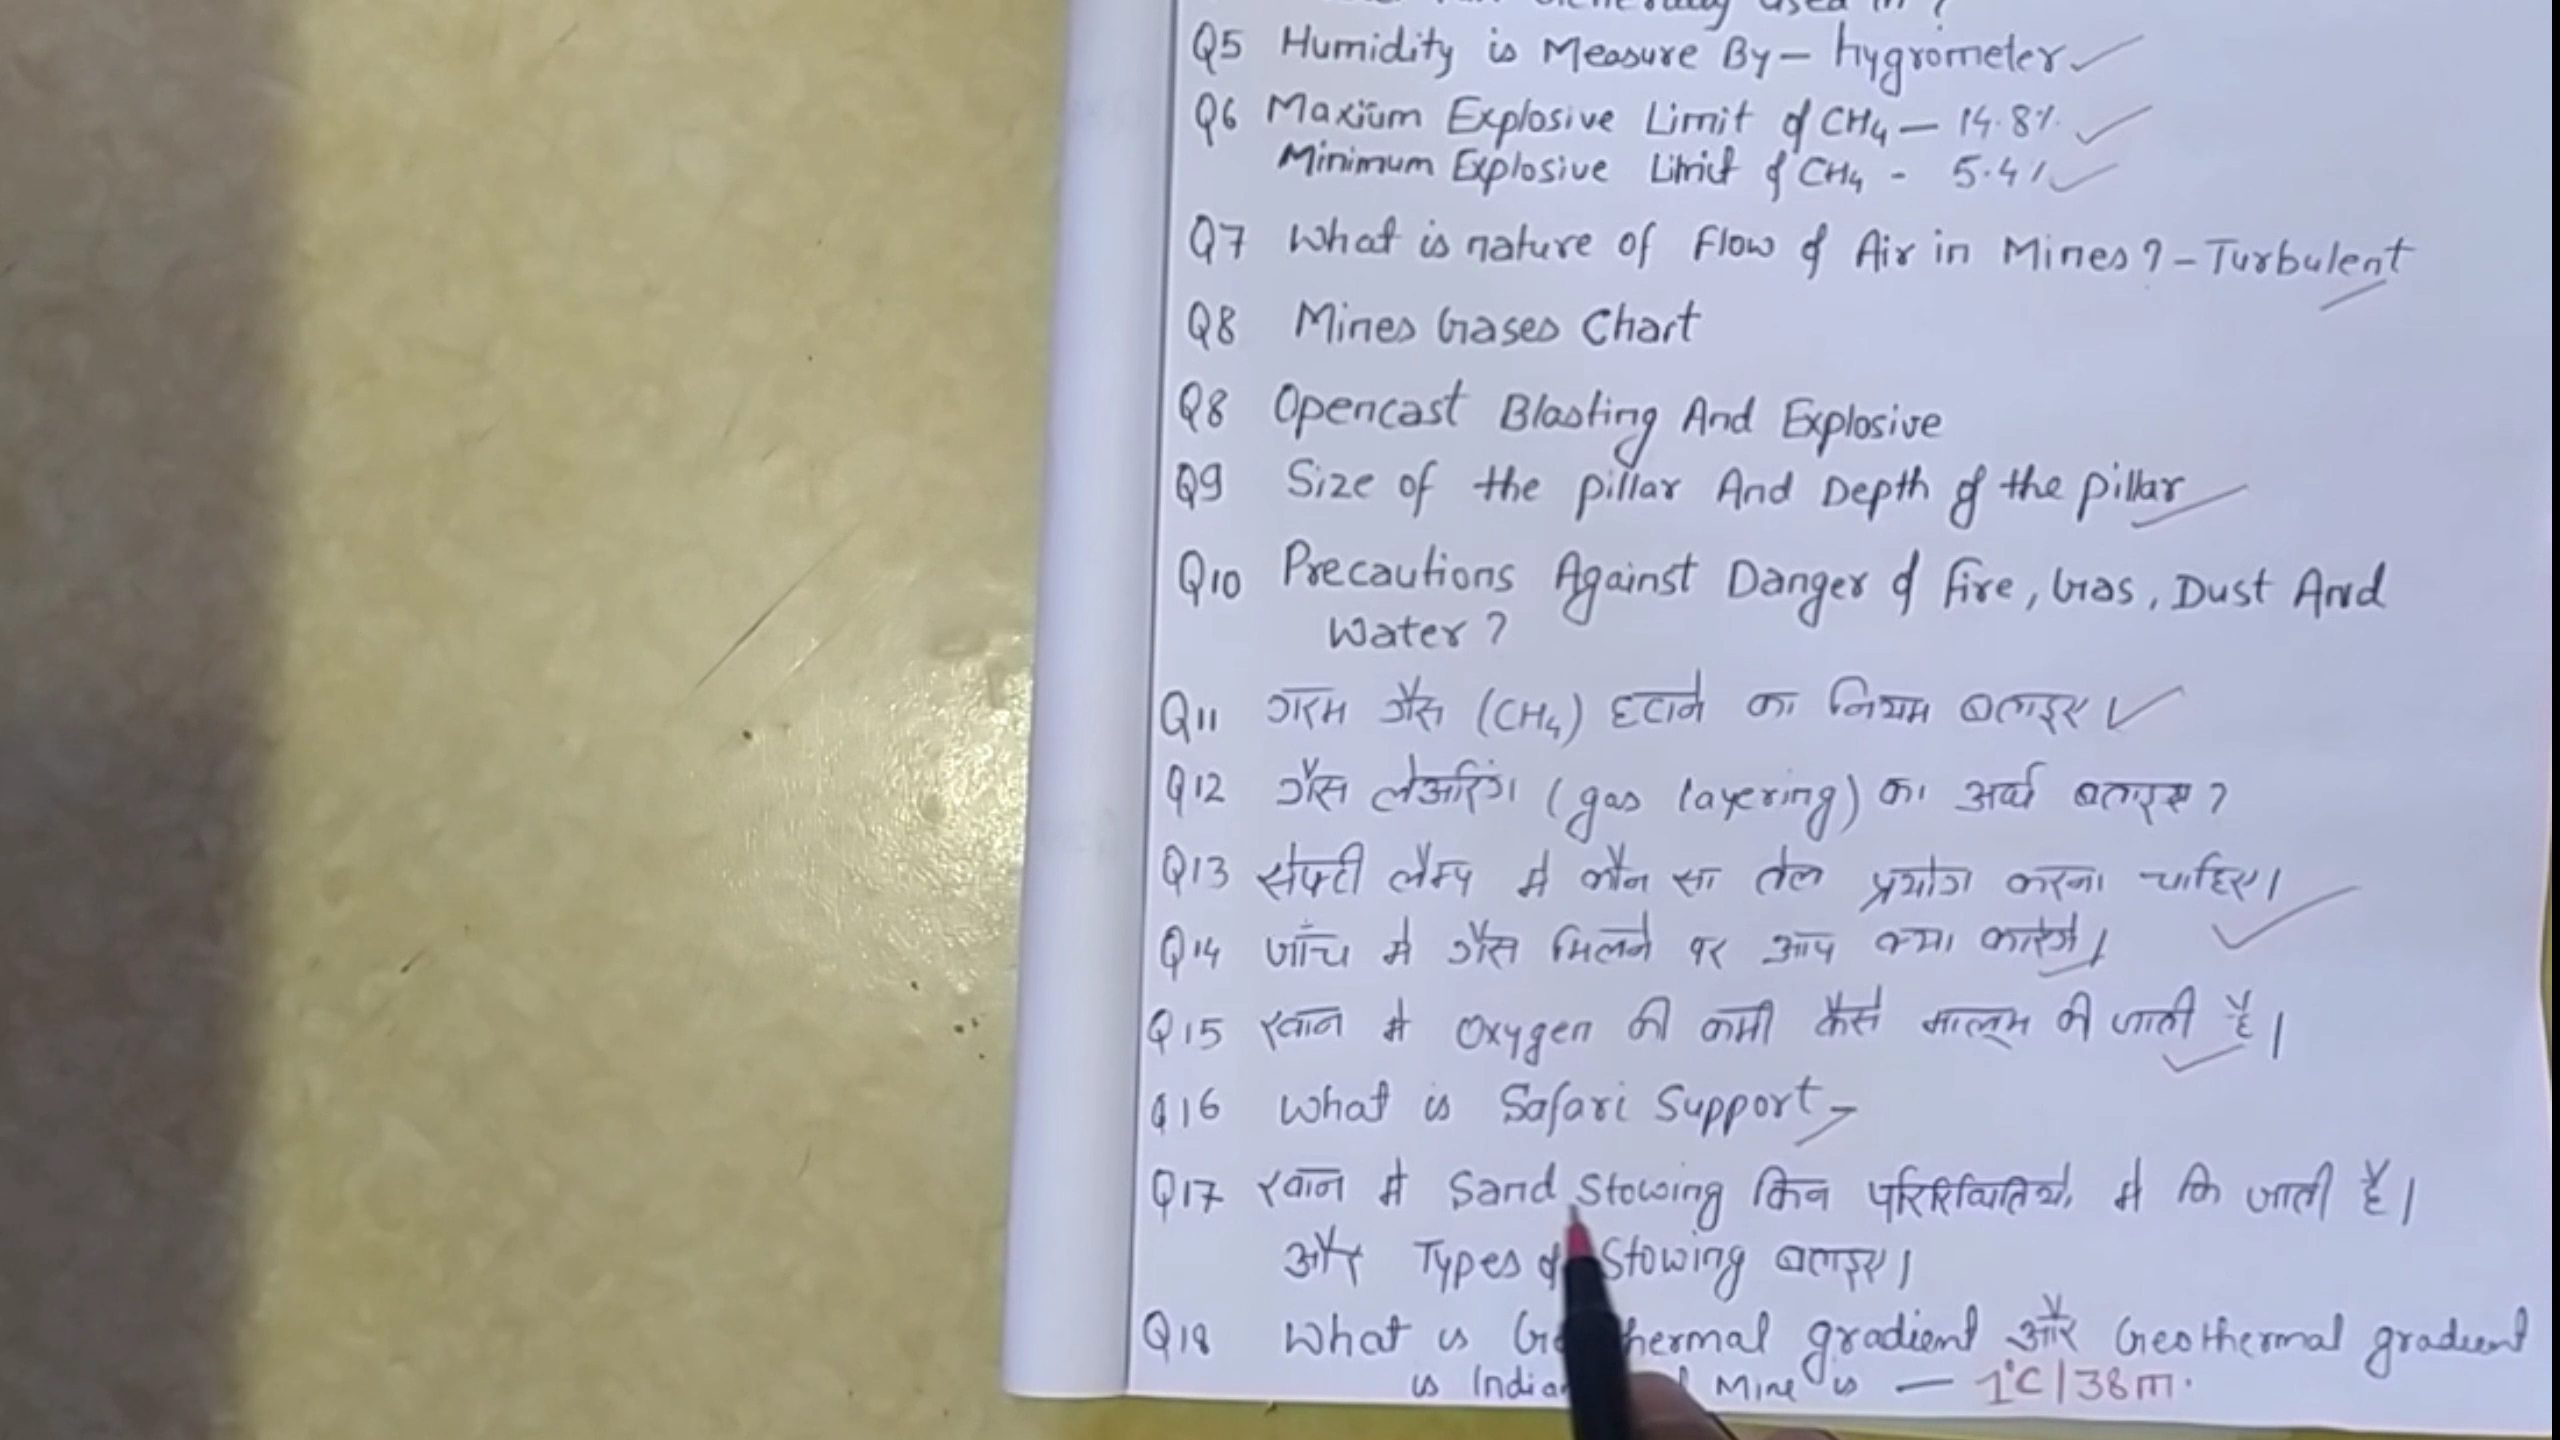 Generally used in ?
Q5 Humidity is Measure By - hygrometer
Q6 Maxium Explosive Limit of CH4 - 14.8%
Minimum Explosive Limit of CH4 - 5.4%
Q7 What is nature of Flow of Air in Mines? - Turbulent
Q8 Mines Gases Chart
Q8 Opencast Blasting And Explosive
Q9 Size of the pillar And Depth of the pillar
Q10 Precautions Against Danger of fire, Gas, Dust And
Water ?
Q11 गरम गैस (CH4) हटाने का नियम बताइए।
Q12 गैस लेअरिंग (gas layering) का अर्थ बताइए ?
Q13 सेफ्टी लैम्प मे कौन सा तेल प्रयोग करना चाहिए।
Q14 जाँच मे गैस मिलने पर आप क्या करेंगे।
Q15 खान मे Oxygen की कमी कैसे मालूम की जाती है।
Q16 What is Safari Support
Q17 खान मे Sand Stowing किन परिस्थितियों में कि जाती है।
और Types of Stowing बताइए।
Q18 What is Geothermal gradient और Geothermal gradient
is Mine is - 1°C/38m.